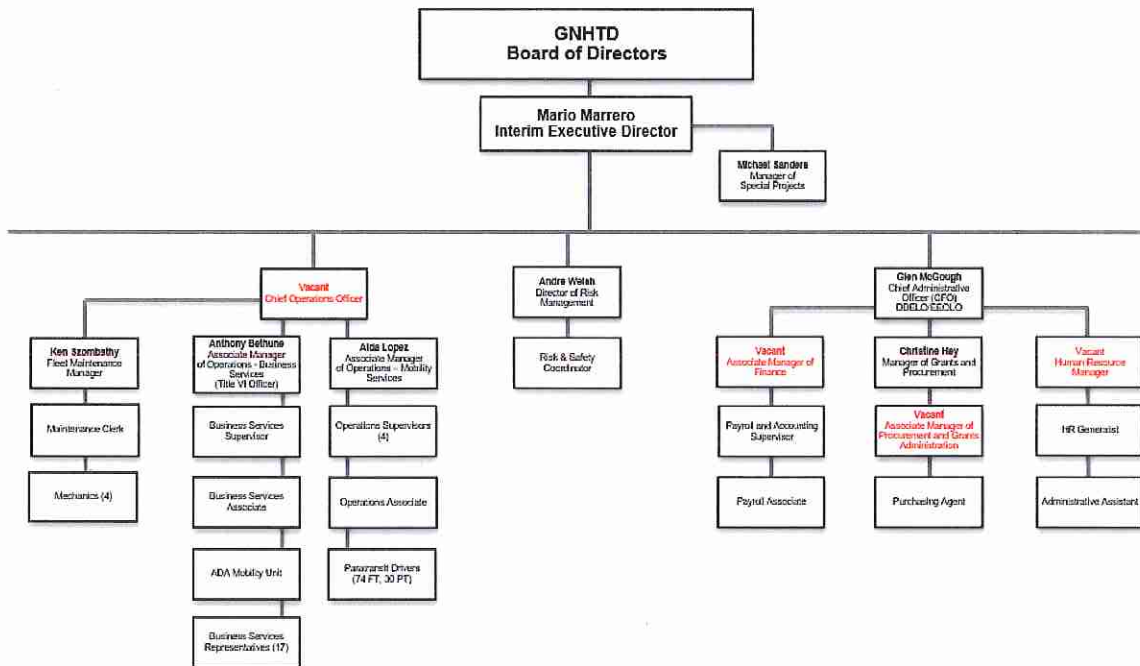 GNHTD
Board of Directors
Mario Marrero
Interim Executive Director
Michael Sanders
Manager of
Special Projects
Vacant
Chief Operations Officer
Andre Welsh
Director of Risk
Management
Glen McGough
Chief Administrative
Officer (CFO)
DDELO/EEOLO
Ken Szombathy
Fleet Maintenance
Manager
Anthony Bethune
Associate Manager
of Operations - Business
Services
(Title VI Officer)
Aida Lopez
Associate Manager
of Operations – Mobility
Services
Risk & Safety
Coordinator
Vacant
Associate Manager of
Finance
Christine Hey
Manager of Grants and
Procurement
Vacant
Human Resource
Manager
Maintenance Clerk
Business Services
Supervisor
Operations Supervisors
(4)
Payroll and Accounting
Supervisor
Vacant
Associate Manager of
Procurement and Grants
Administration
HR Generalist
Mechanics (4)
Business Services
Associate
Operations Associate
Payroll Associate
Purchasing Agent
Administrative Assistant
ADA Mobility Unit
Paratransit Drivers
(74 FT, 30 PT)
Business Services
Representatives (17)